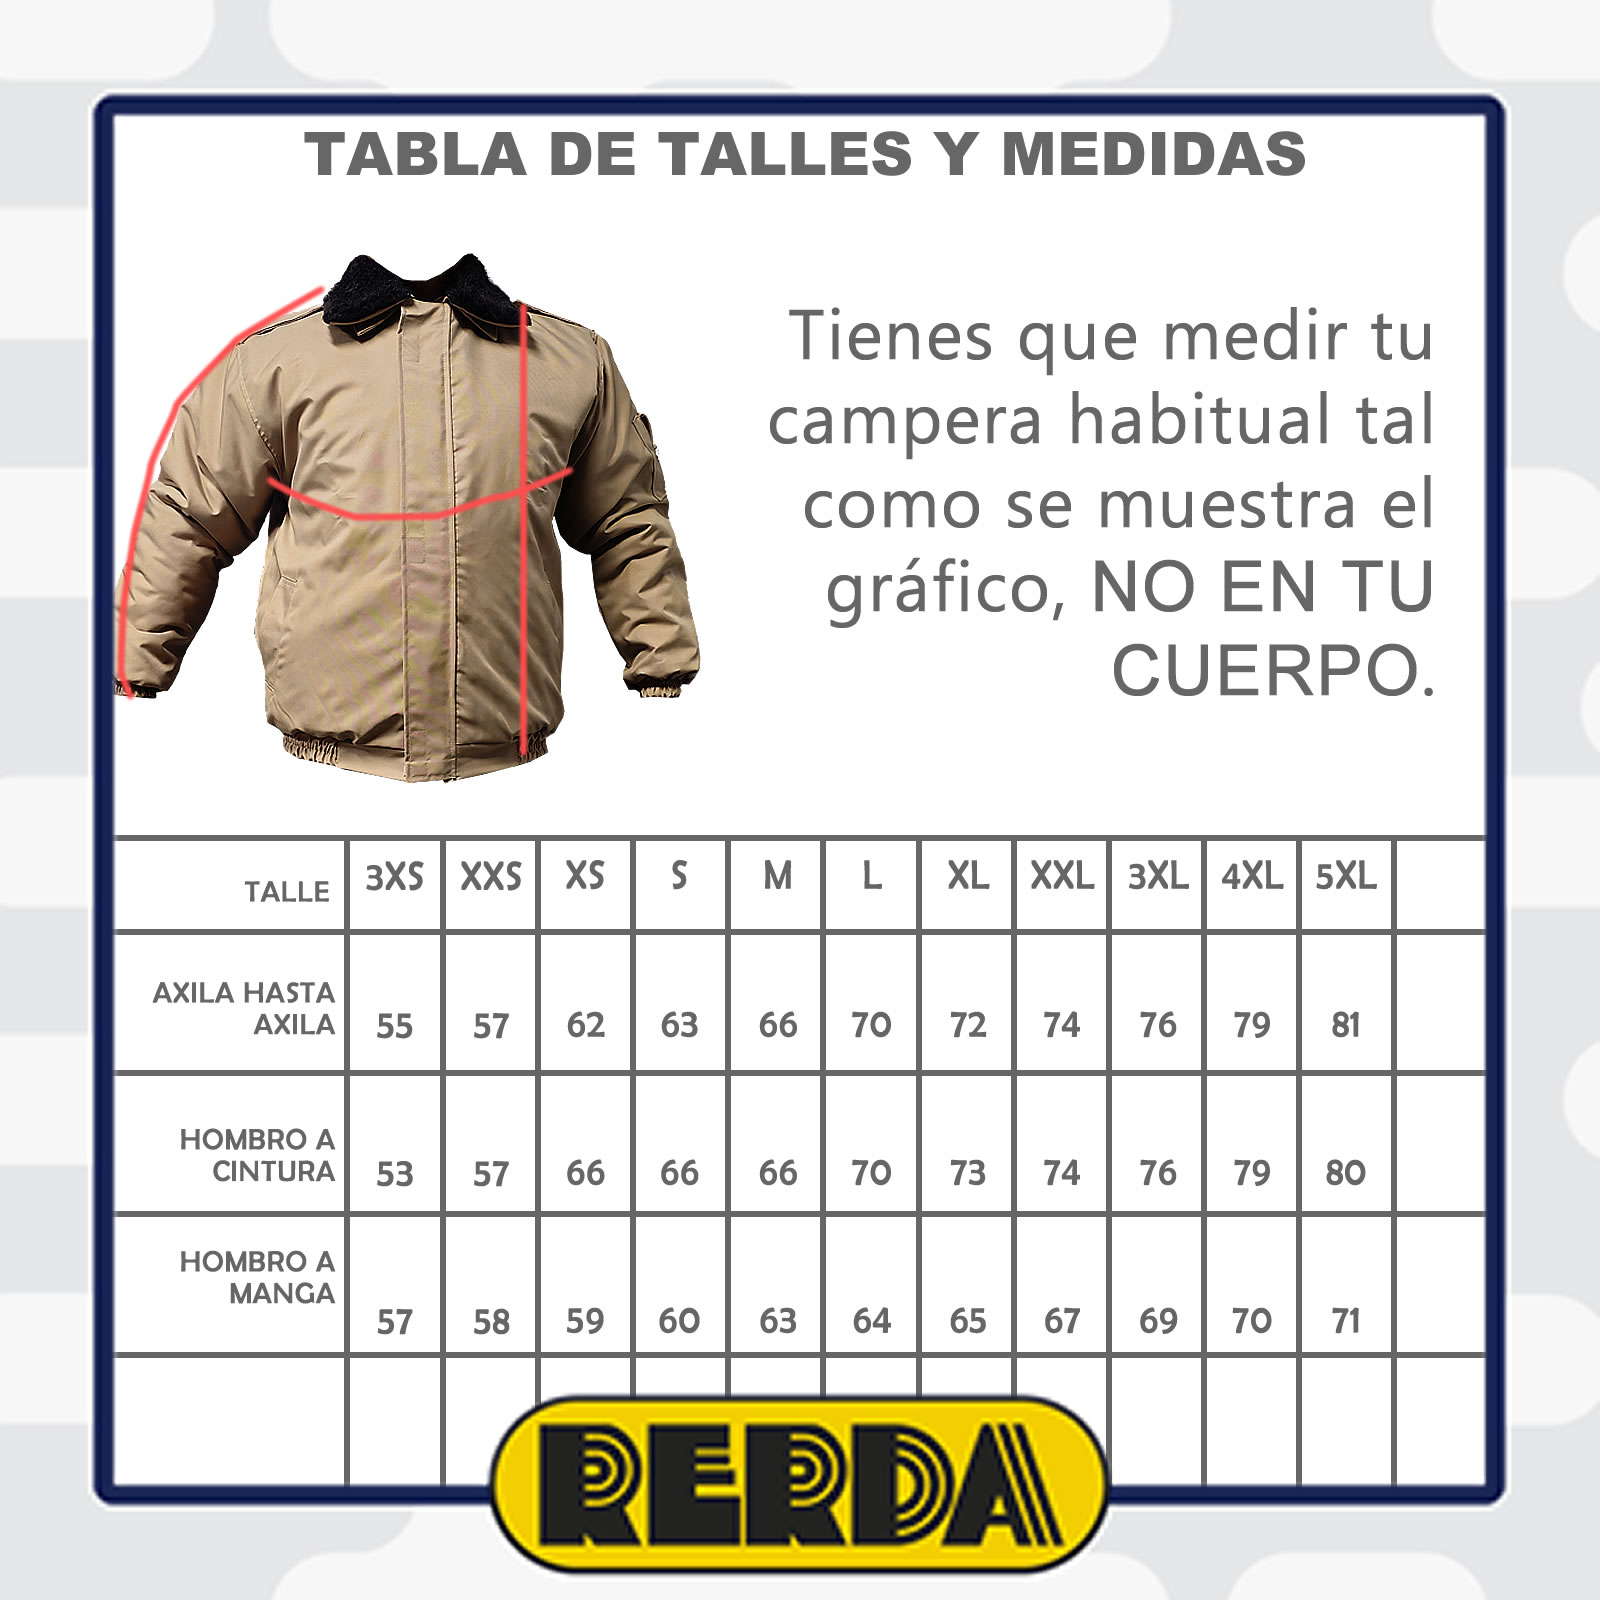 TABLA DE TALLES Y MEDIDAS
Tienes que medir tu
campera habitual tal
como se muestra el
gráfico, NO EN TU
CUERPO.
TALLE 3XS XXS XS S M L XL XXL 3XL 4XL 5XL
AXILA HASTA
AXILA 55 57 62 63 66 70 72 74 76 79 81
HOMBRO A
CINTURA 53 57 66 66 66 70 73 74 76 79 80
HOMBRO A
MANGA
57 58 59 60 63 64 65 67 69 70 71
RERDA